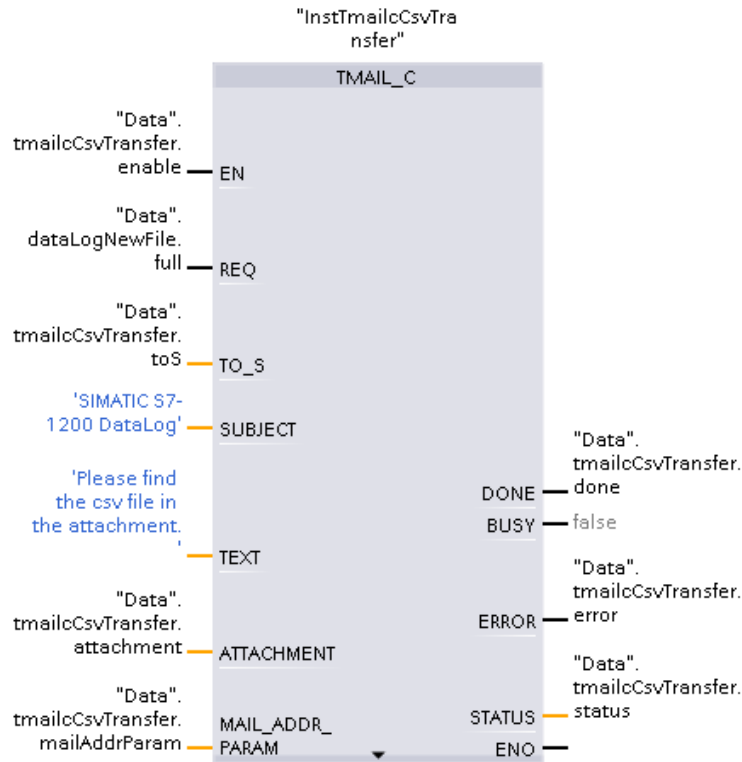 "InstTmailcCsvTra
nsfer"
TMAIL_C
"Data".
tmailcCsvTransfer.
enable
EN
"Data".
dataLogNewFile.
full
REQ
"Data".
tmailcCsvTransfer.
toS
TO_S
'SIMATIC S7-
1200 DataLog'
SUBJECT
'Please find
the csv file in
the attachment.
'
TEXT
"Data".
tmailcCsvTransfer.
attachment
ATTACHMENT
"Data".
tmailcCsvTransfer.
mailAddrParam
MAIL_ADDR_
PARAM
DONE
"Data".
tmailcCsvTransfer.
done
BUSY
false
ERROR
"Data".
tmailcCsvTransfer.
error
STATUS
"Data".
tmailcCsvTransfer.
status
ENO